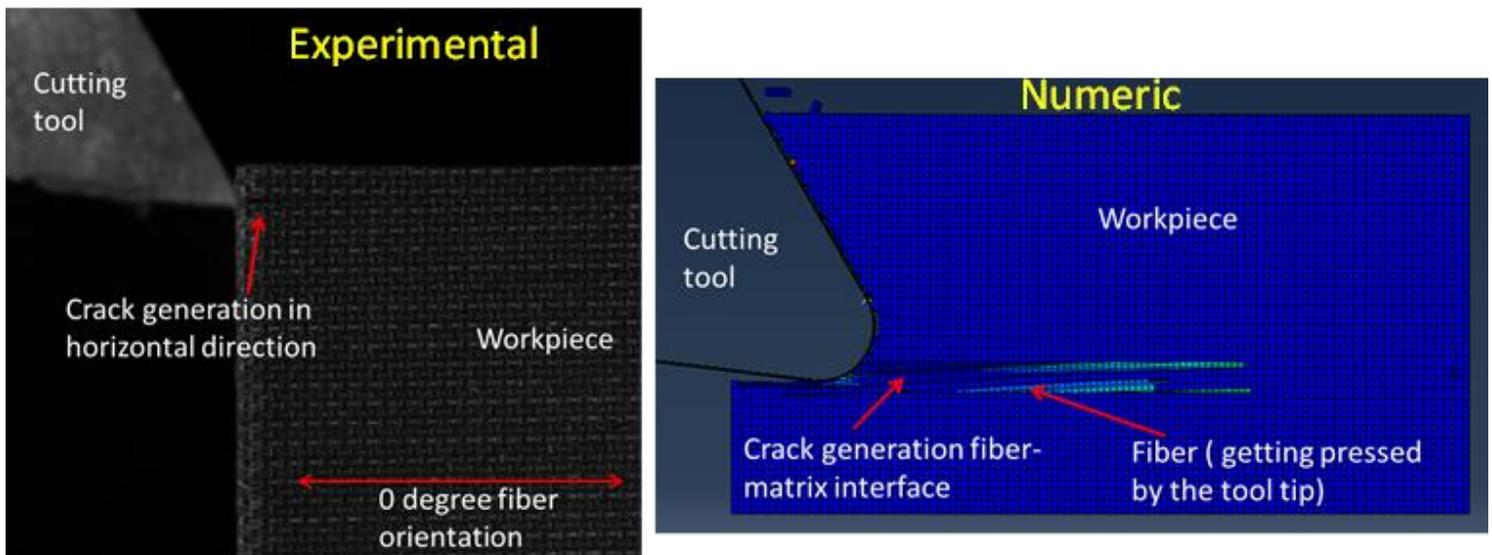 Experimental
Cutting
tool
Crack generation in
horizontal direction
Workpiece
0 degree fiber
orientation
Numeric
Workpiece
Cutting
tool
Crack generation fiber-
matrix interface
Fiber ( getting pressed
by the tool tip)